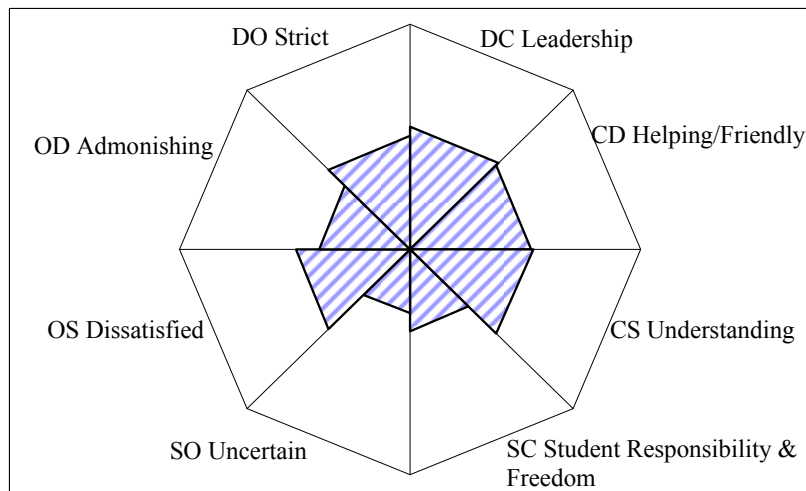 DO Strict
DC Leadership
OD Admonishing
CD Helping/Friendly
OS Dissatisfied
CS Understanding
SO Uncertain
SC Student Responsibility &
Freedom